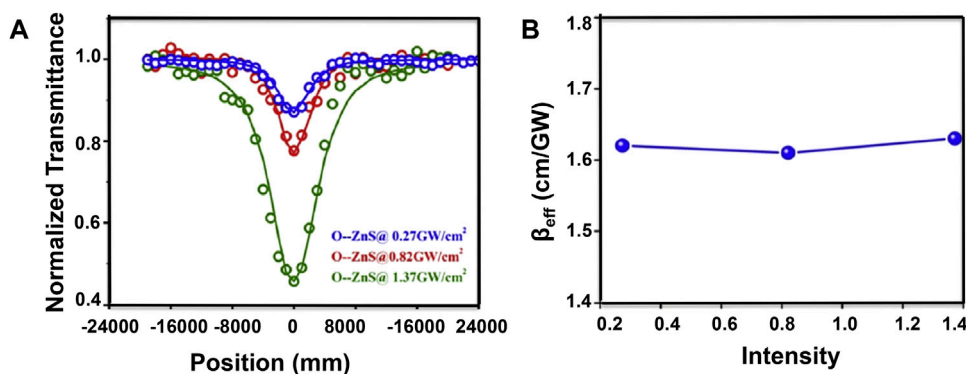 A
Normalized Transmittance
1.0
0.8
0.6
0.4
O--ZnS@ 0.27GW/cm²
O--ZnS@0.82GW/cm²
O--ZnS@ 1.37GW/cm²
-24000 -16000 -8000 0 8000 -16000 24000
Position (mm)
B
βeff (cm/GW)
1.8
1.7
1.6
1.5
1.4
0.2 0.4 0.6 0.8 1.0 1.2 1.4
Intensity